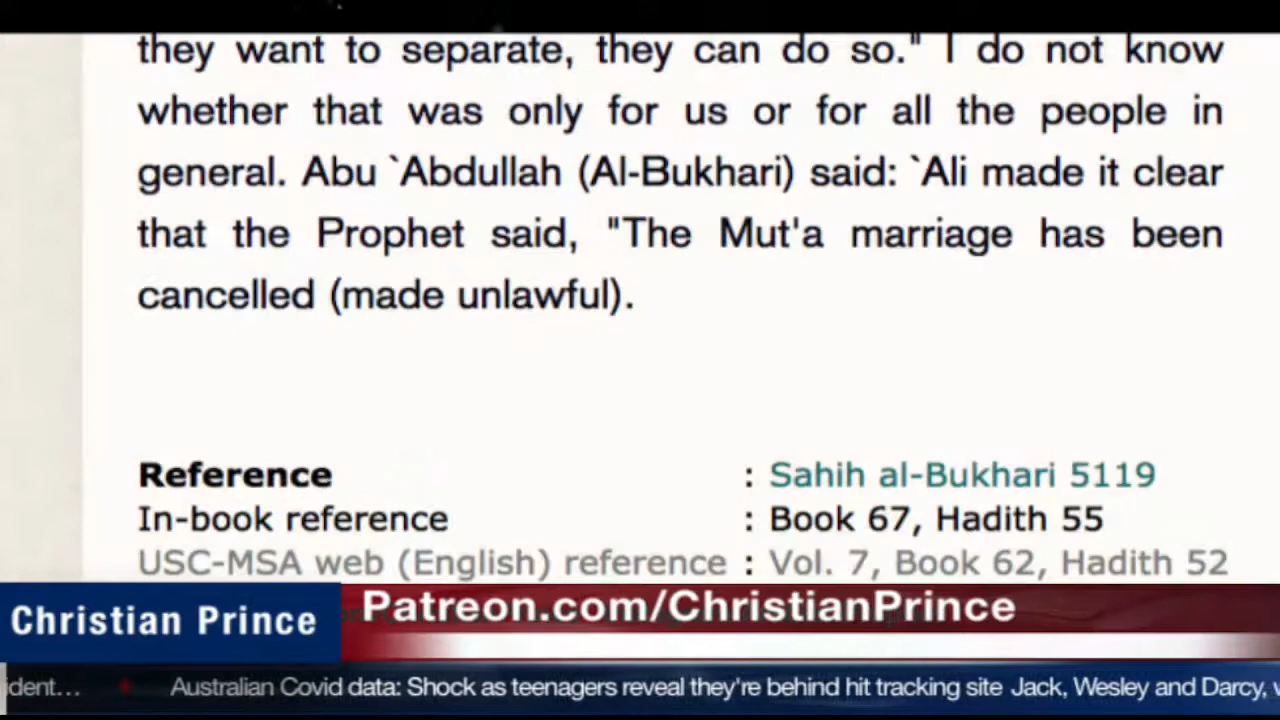 they want to separate, they can do so." I do not know
whether that was only for us or for all the people in
general. Abu `Abdullah (Al-Bukhari) said: `Ali made it clear
that the Prophet said, "The Mut'a marriage has been
cancelled (made unlawful).
Reference : Sahih al-Bukhari 5119
In-book reference : Book 67, Hadith 55
USC-MSA web (English) reference : Vol. 7, Book 62, Hadith 52
Christian Prince
Patreon.com/ChristianPrince
ident... Australian Covid data: Shock as teenagers reveal they're behind hit tracking site Jack, Wesley and Darcy,